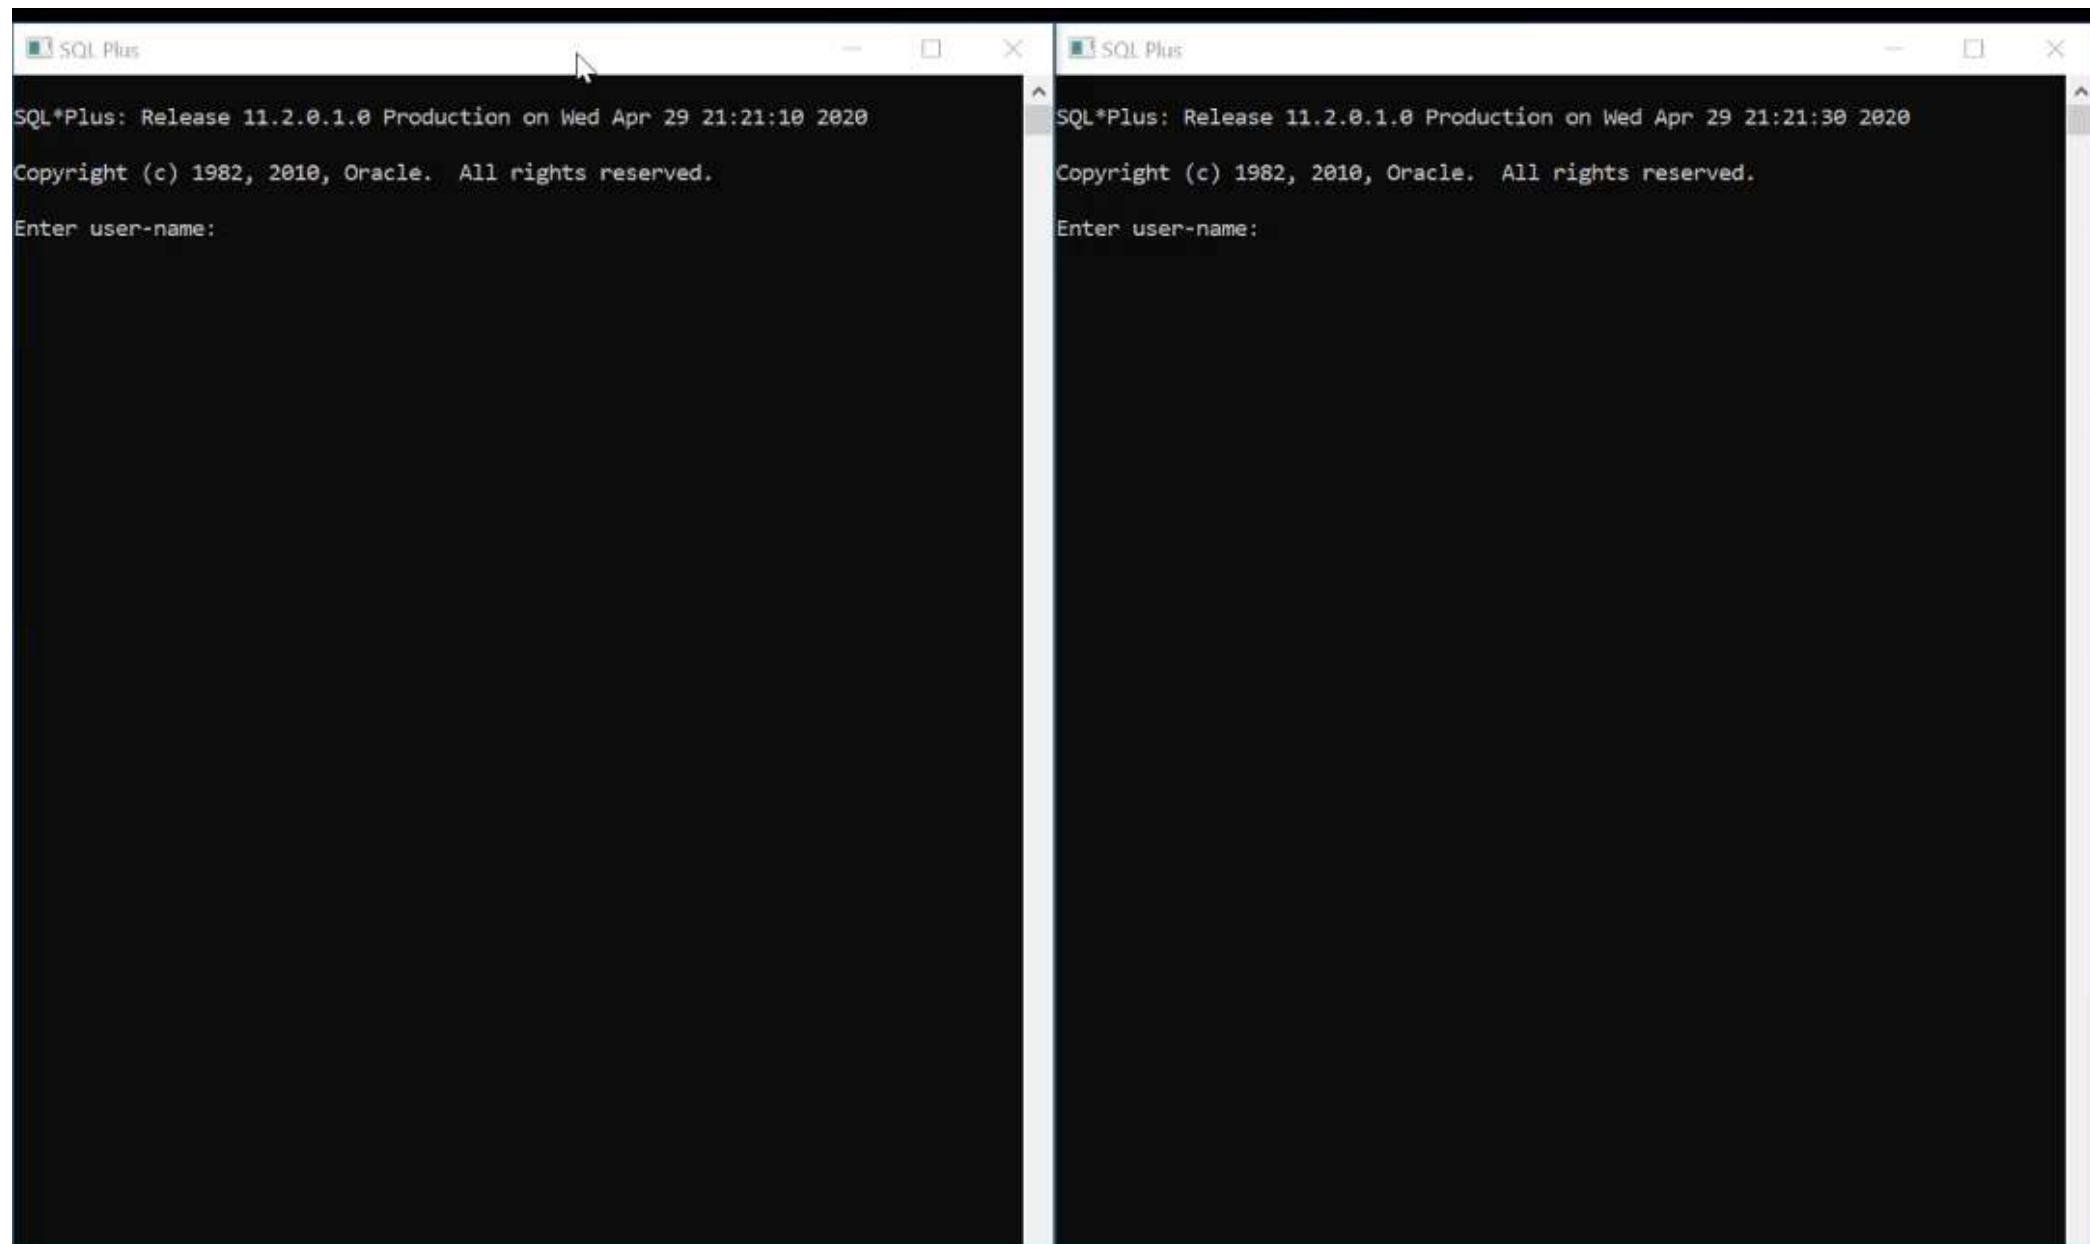 SQL Plus
SQL*Plus: Release 11.2.0.1.0 Production on Wed Apr 29 21:21:10 2020
Copyright (c) 1982, 2010, Oracle.  All rights reserved.
Enter user-name:
SQL Plus
SQL*Plus: Release 11.2.0.1.0 Production on Wed Apr 29 21:21:30 2020
Copyright (c) 1982, 2010, Oracle.  All rights reserved.
Enter user-name: